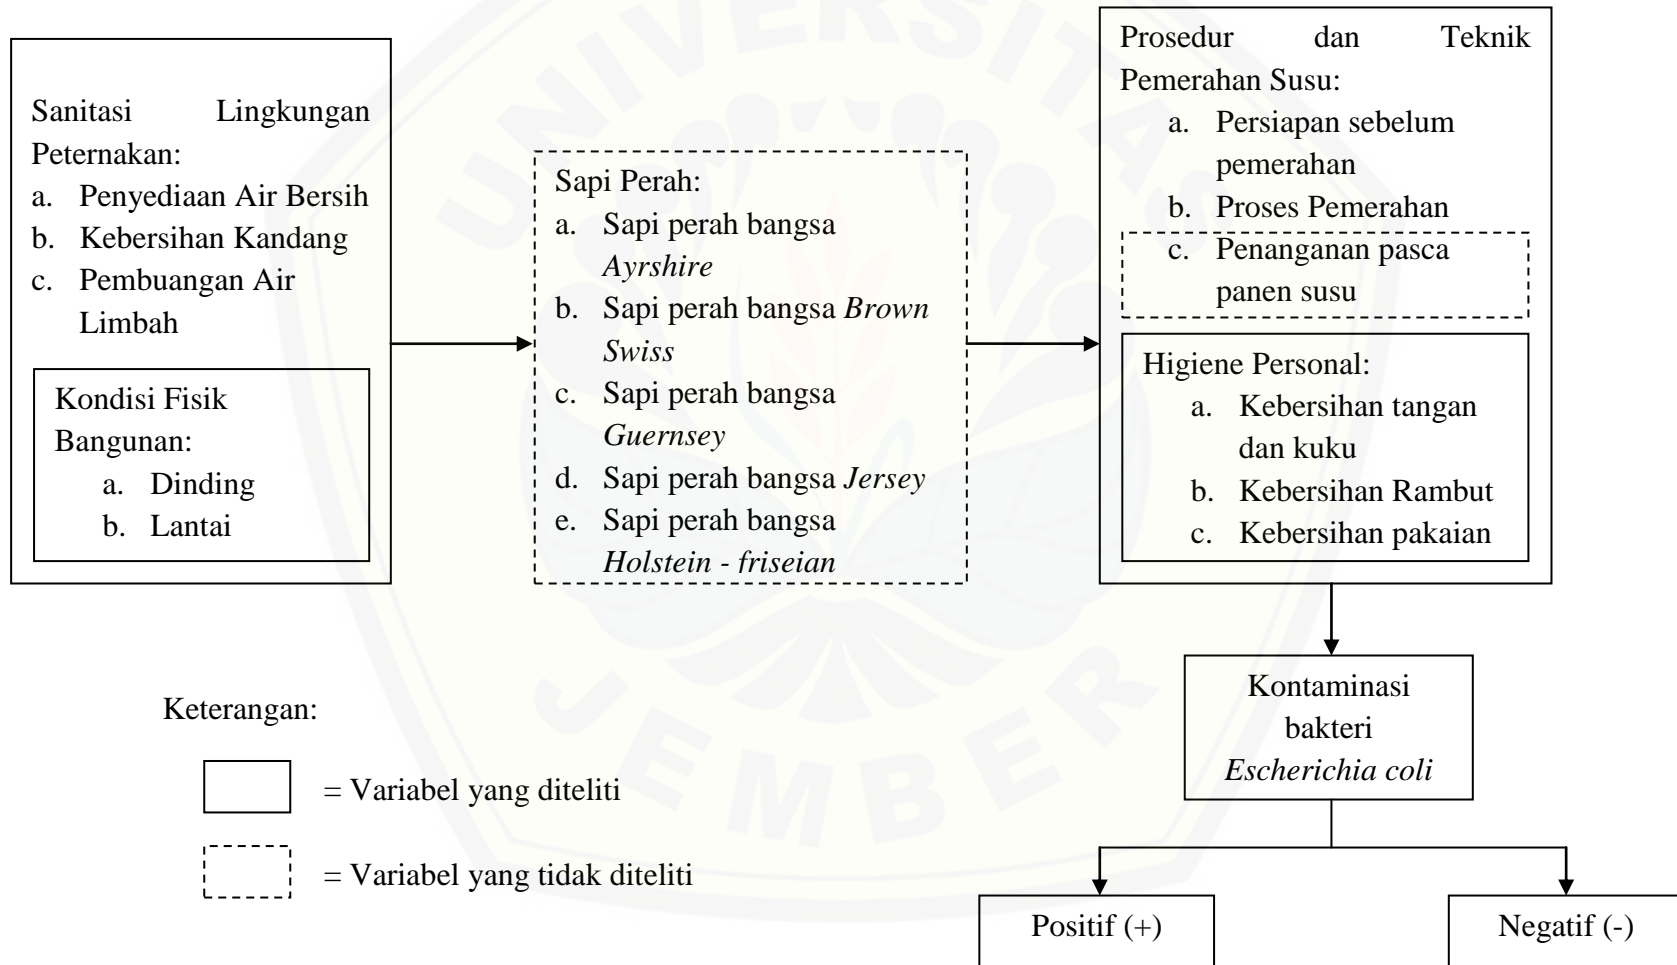 Sanitasi Lingkungan
Peternakan:
a. Penyediaan Air Bersih
b. Kebersihan Kandang
c. Pembuangan Air
Limbah
Kondisi Fisik
Bangunan:
a. Dinding
b. Lantai
Sapi Perah:
a. Sapi perah bangsa
Ayrshire
b. Sapi perah bangsa Brown
Swiss
c. Sapi perah bangsa
Guernsey
d. Sapi perah bangsa Jersey
e. Sapi perah bangsa
Holstein - friseian
Prosedur dan Teknik
Pemerahan Susu:
a. Persiapan sebelum
pemerahan
b. Proses Pemerahan
c. Penanganan pasca
panen susu
Higiene Personal:
a. Kebersihan tangan
dan kuku
b. Kebersihan Rambut
c. Kebersihan pakaian
Kontaminasi
bakteri
Escherichia coli
Positif (+)
Negatif (-)
Keterangan:
= Variabel yang diteliti
= Variabel yang tidak diteliti
UNIVERSITAS
JEMBER